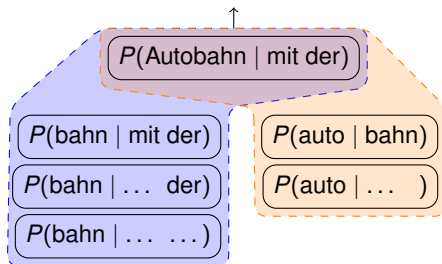 P(Autobahn | mit der)
P(bahn | mit der) P(auto | bahn)
P(bahn | ... der) P(auto | ... )
P(bahn | ... ...)